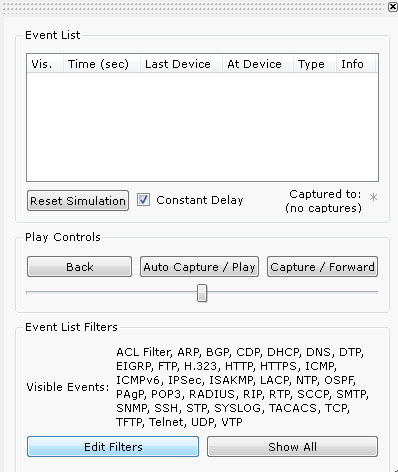 Event List
Vis. Time (sec) Last Device At Device Type Info
Reset Simulation Constant Delay Captured to: *
(no captures)
Play Controls
Back Auto Capture / Play Capture / Forward
Event List Filters
ACL Filter, ARP, BGP, CDP, DHCP, DNS, DTP,
EIGRP, FTP, H.323, HTTP, HTTPS, ICMP,
Visible Events: ICMPv6, IPSec, ISAKMP, LACP, NTP, OSPF,
PAgP, POP3, RADIUS, RIP, RTP, SCCP, SMTP,
SNMP, SSH, STP, SYSLOG, TACACS, TCP,
TFTP, Telnet, UDP, VTP
Edit Filters Show All